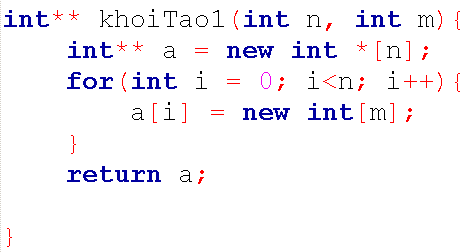 int** khoiTao1(int n, int m){
    int** a = new int *[n];
    for(int i = 0; i<n; i++){
        a[i] = new int[m];
    }
    return a;
}